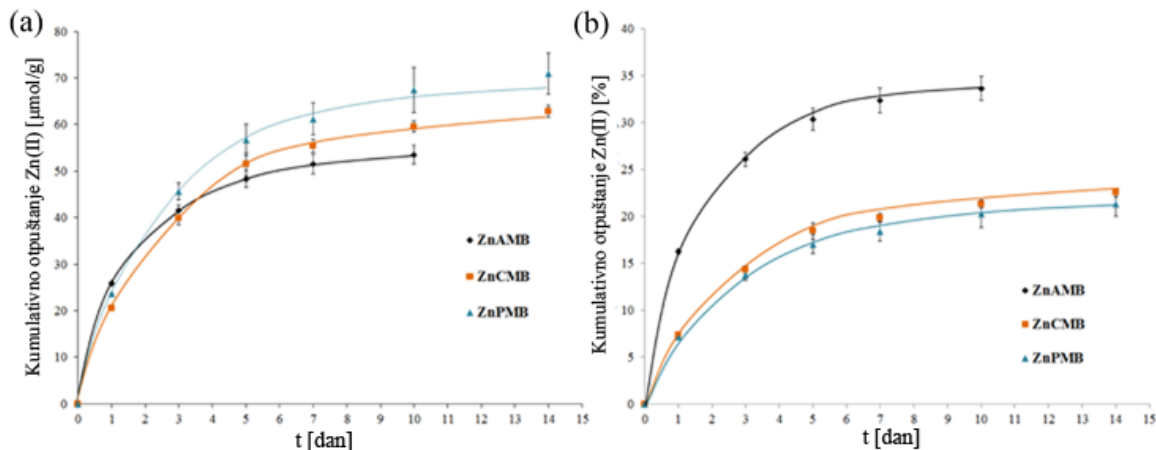 (a)
Kumulativno otpuštanje Zn(II) [μmol/g]
80
70
60
50
40
30
20
10
0
0 1 2 3 4 5 6 7 8 9 10 11 12 13 14 15
t [dan]
ZnAMB
ZnCMB
ZnPMB
(b)
Kumulativno otpuštanje Zn(II) [%]
.40
35
30
25
20
15
10
5
0
0 1 2 3 4 5 6 7 8 9 10 11 12 13 14 15
t [dan]
ZnAMB
ZnCMB
ZnPMB